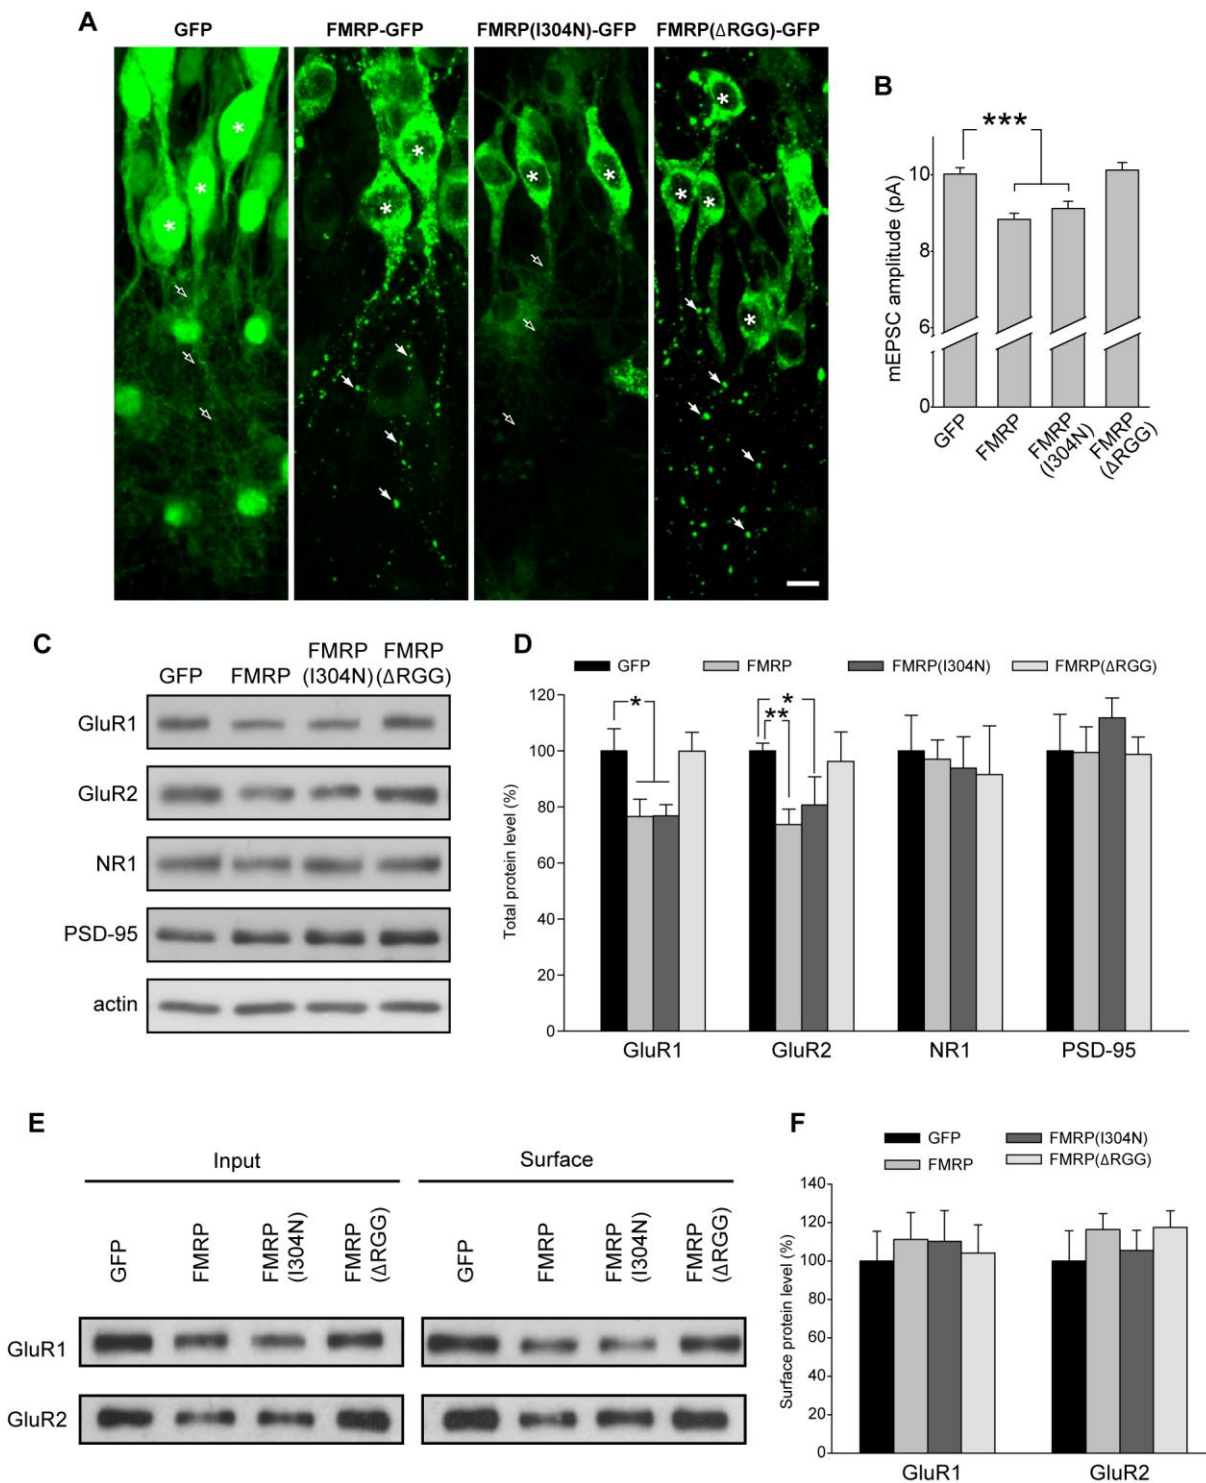 A
GFP
FMRP-GFP
FMRP(I304N)-GFP
FMRP(ΔRGG)-GFP
* * *
* *
* *
* * * *
B
***
mEPSC amplitude (pA)
10
8
6
0
GFP
FMRP
FMRP
(I304N)
FMRP
(ΔRGG)
C
GFP
FMRP
FMRP
(I304N)
FMRP
(ΔRGG)
GluR1
GluR2
NR1
PSD-95
actin
D
GFP
FMRP
FMRP(I304N)
FMRP(ΔRGG)
Total protein level (%)
120
100
80
60
40
20
0
*
*
**
GluR1
GluR2
NR1
PSD-95
E
Input
Surface
GFP
FMRP
FMRP
(I304N)
FMRP
(ΔRGG)
GFP
FMRP
FMRP
(I304N)
FMRP
(ΔRGG)
GluR1
GluR2
F
GFP
FMRP
FMRP(I304N)
FMRP(ΔRGG)
Surface protein level (%)
140
120
100
80
60
40
20
0
GluR1
GluR2